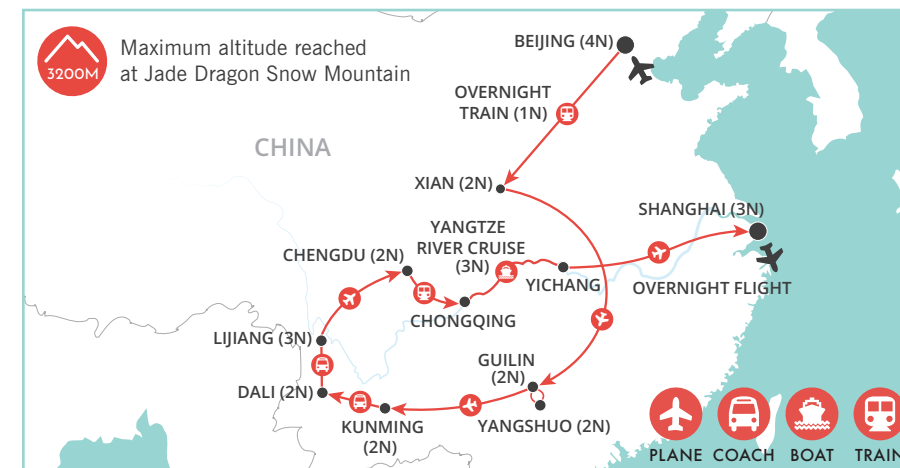 3200M
Maximum altitude reached
at Jade Dragon Snow Mountain
BEIJING (4N)
OVERNIGHT
TRAIN (1N)
CHINA
XIAN (2N)
SHANGHAI (3N)
YANGTZE
RIVER CRUISE
(3N)
CHENGDU (2N)
YICHANG
OVERNIGHT FLIGHT
CHONGQING
LIJIANG (3N)
GUILIN
(2N)
DALI (2N)
KUNMING
(2N)
YANGSHUO (2N)
PLANE COACH BOAT TRAIN